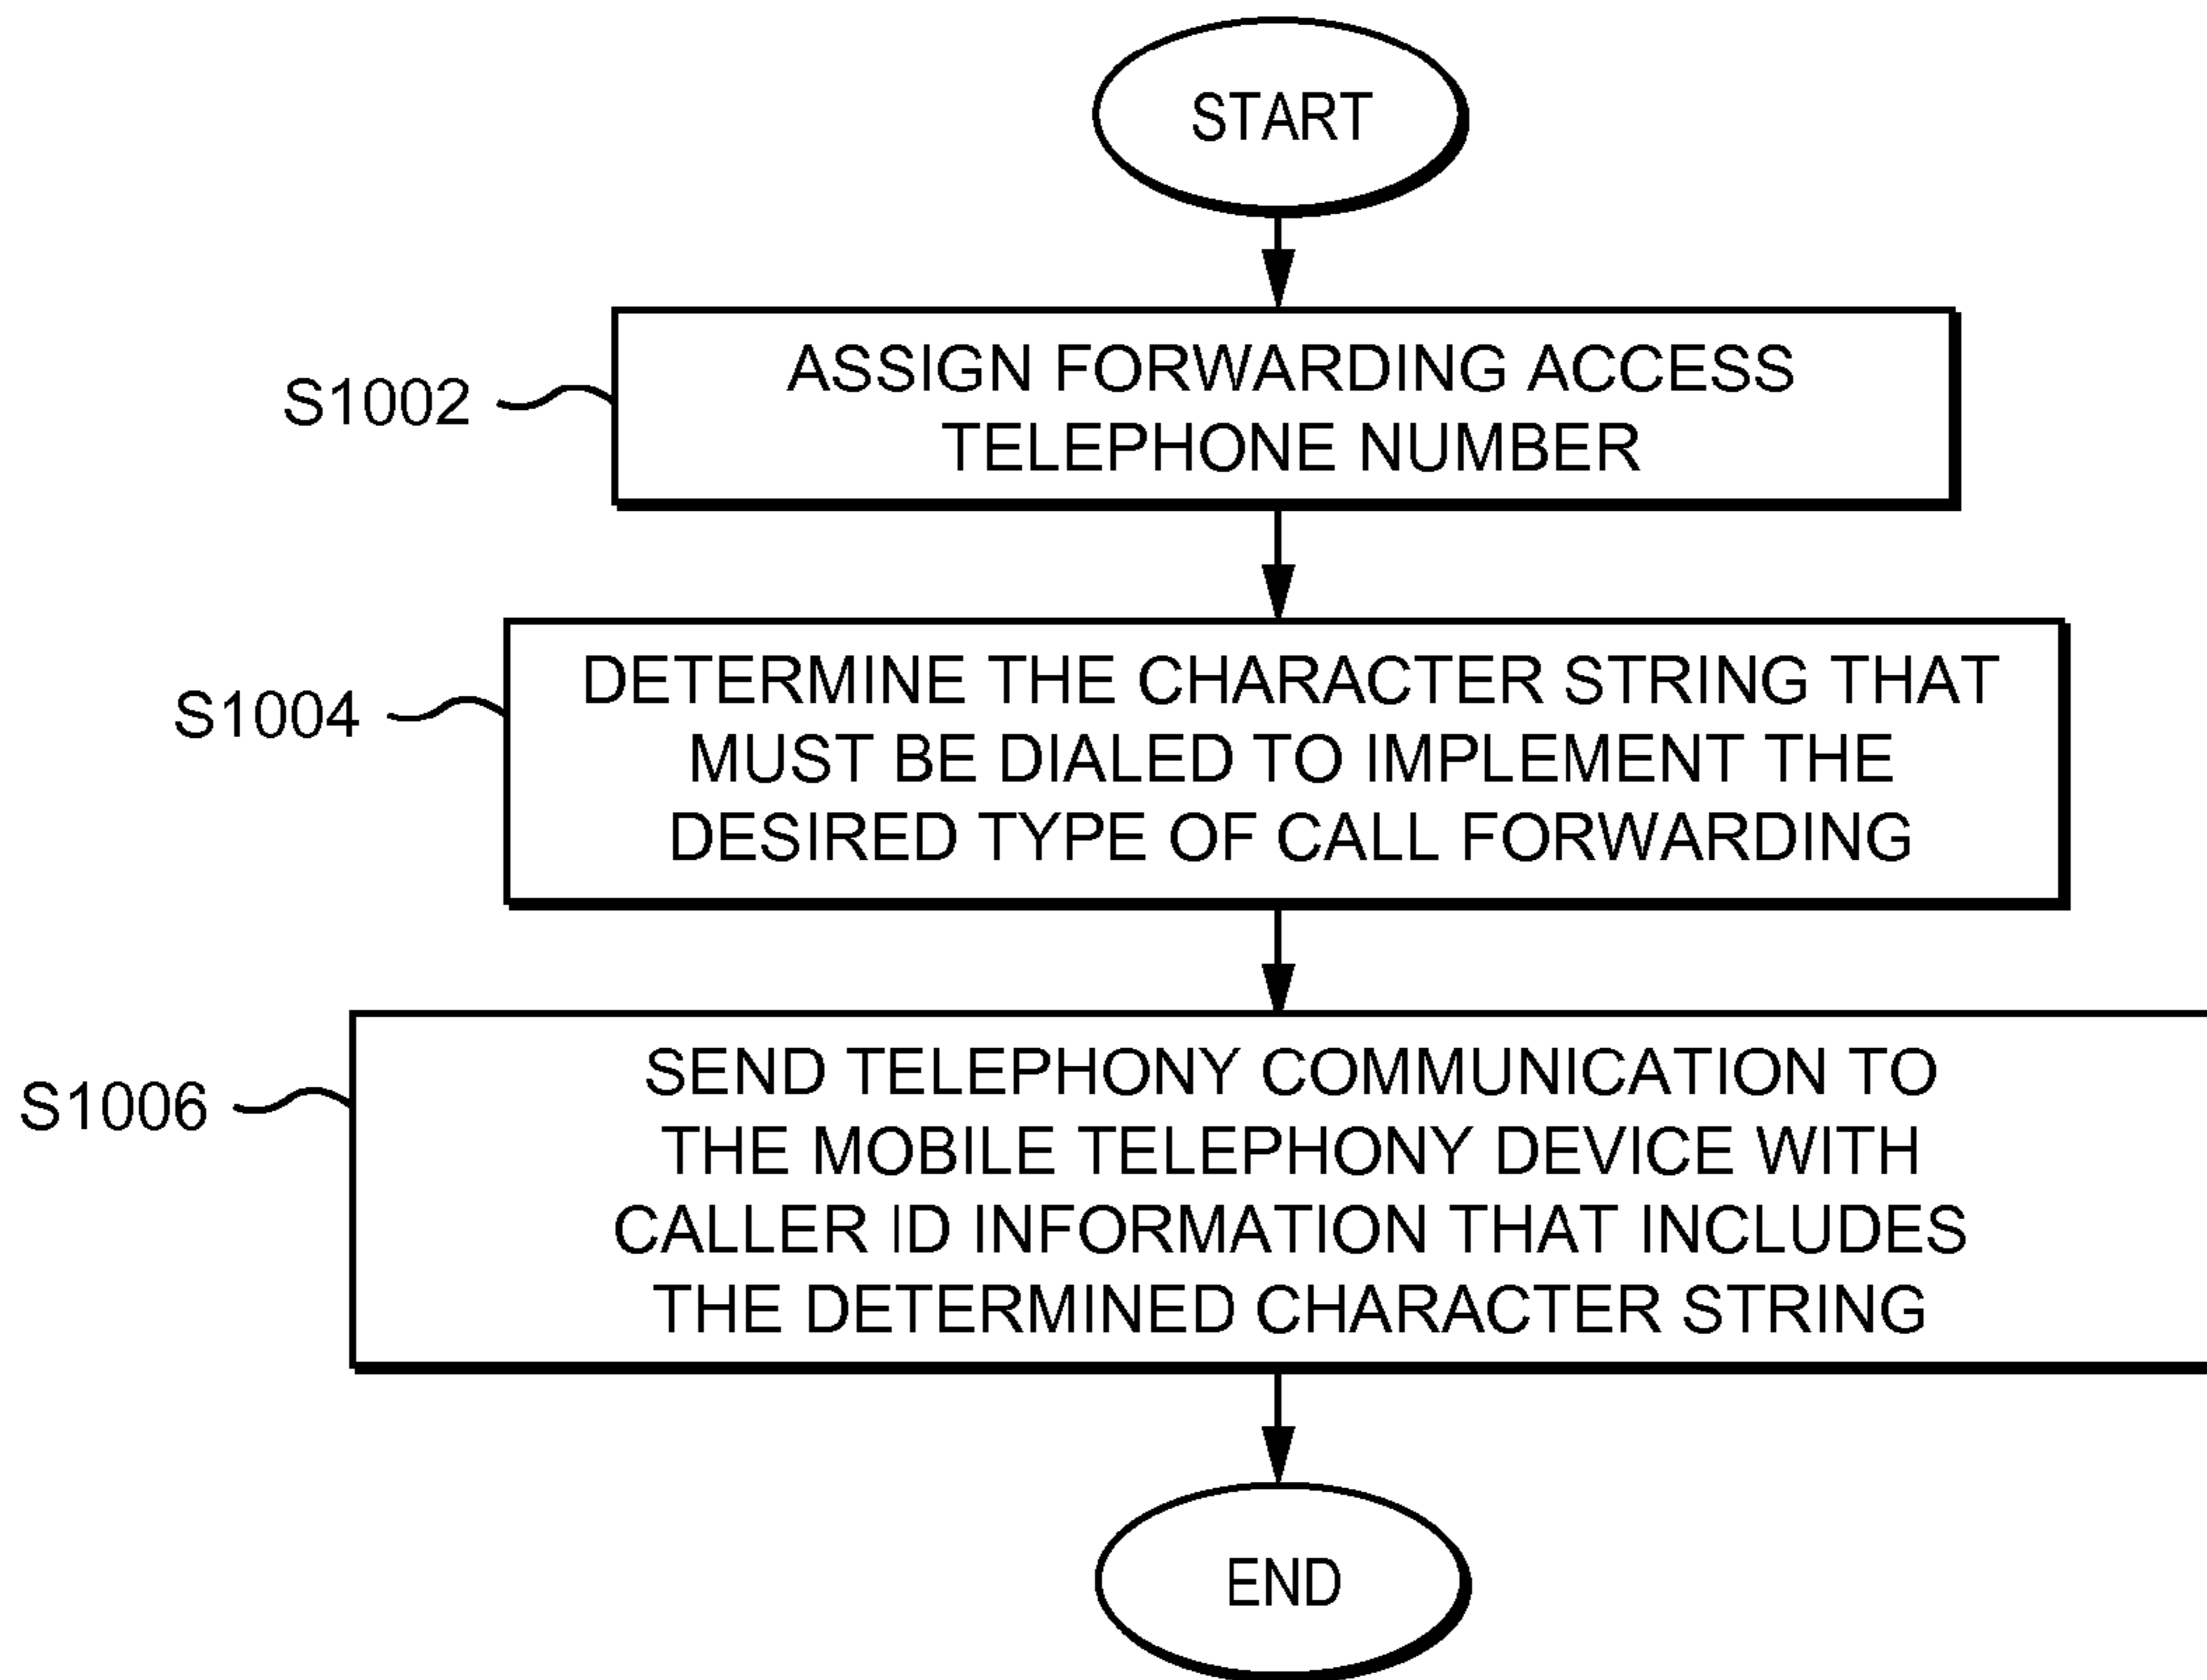 START
S1002
ASSIGN FORWARDING ACCESS
TELEPHONE NUMBER
S1004
DETERMINE THE CHARACTER STRING THAT
MUST BE DIALED TO IMPLEMENT THE
DESIRED TYPE OF CALL FORWARDING
S1006
SEND TELEPHONY COMMUNICATION TO
THE MOBILE TELEPHONY DEVICE WITH
CALLER ID INFORMATION THAT INCLUDES
THE DETERMINED CHARACTER STRING
END